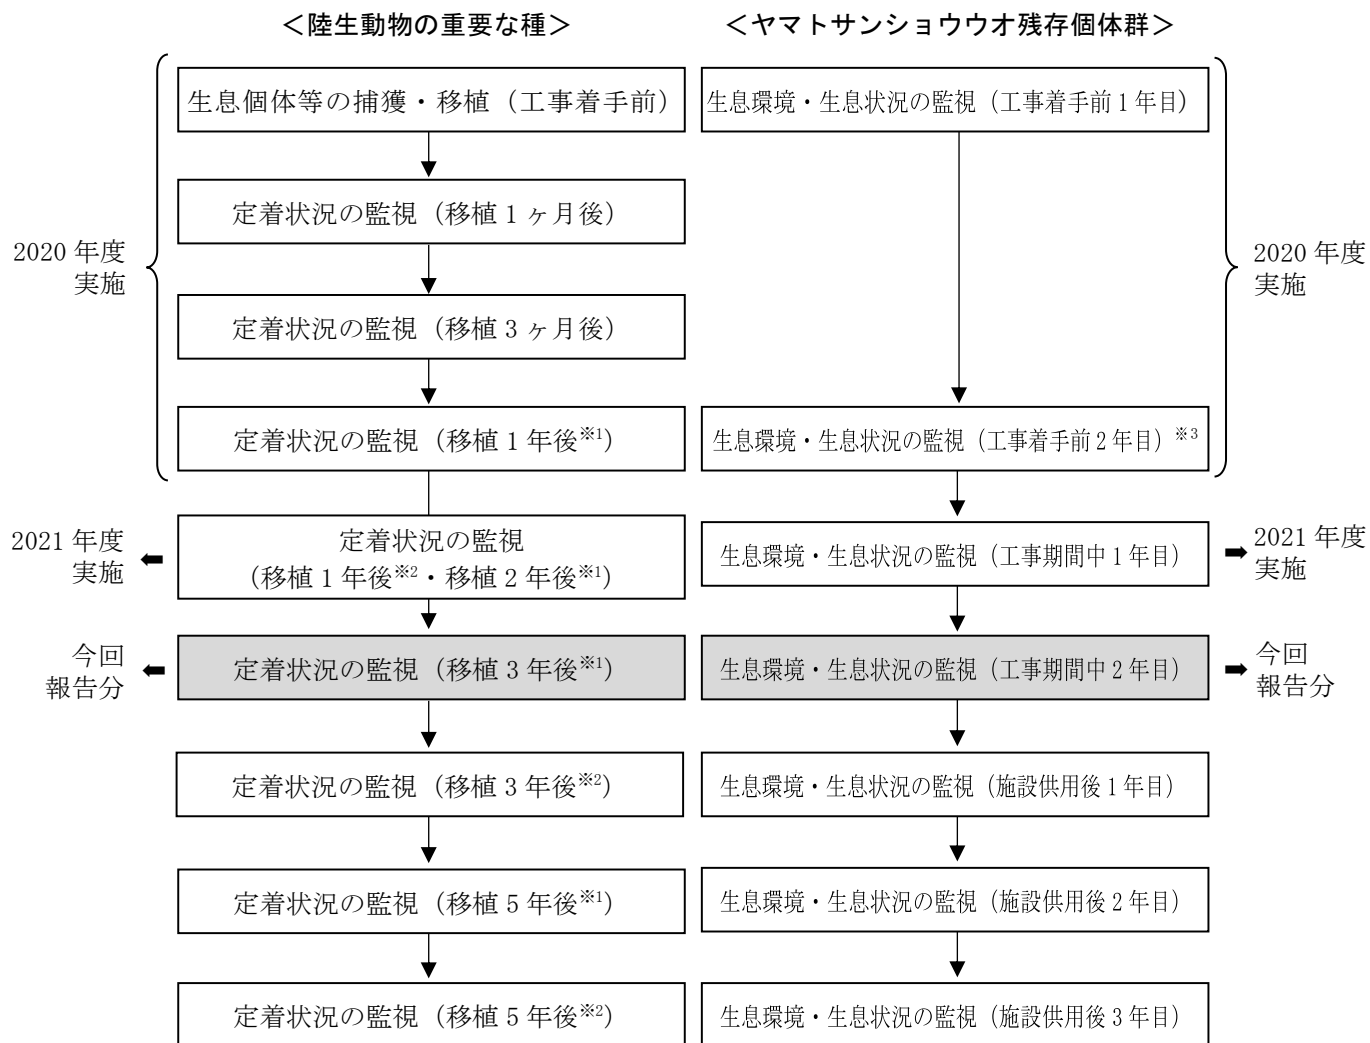 ＜陸生動物の重要な種＞
＜ヤマトサンショウウオ残存個体群＞
生息個体等の捕獲・移植（工事着手前）
生息環境・生息状況の監視（工事着手前1年目）
定着状況の監視（移植1ヶ月後）
2020年度
実施
2020年度
実施
定着状況の監視（移植3ヶ月後）
定着状況の監視（移植1年後※1）
生息環境・生息状況の監視（工事着手前2年目）※3
2021年度
実施
定着状況の監視
（移植1年後※2・移植2年後※1）
生息環境・生息状況の監視（工事期間中1年目）
2021年度
実施
今回
報告分
定着状況の監視（移植3年後※1）
生息環境・生息状況の監視（工事期間中2年目）
今回
報告分
定着状況の監視（移植3年後※2）
生息環境・生息状況の監視（施設供用後1年目）
定着状況の監視（移植5年後※1）
生息環境・生息状況の監視（施設供用後2年目）
定着状況の監視（移植5年後※2）
生息環境・生息状況の監視（施設供用後3年目）